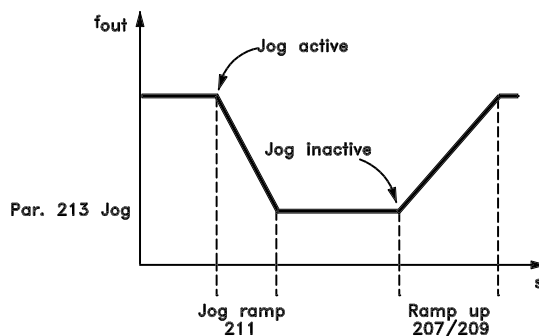 fout
Jog active
Jog inactive
Par. 213 Jog
s
Jog ramp
211
Ramp up
207/209